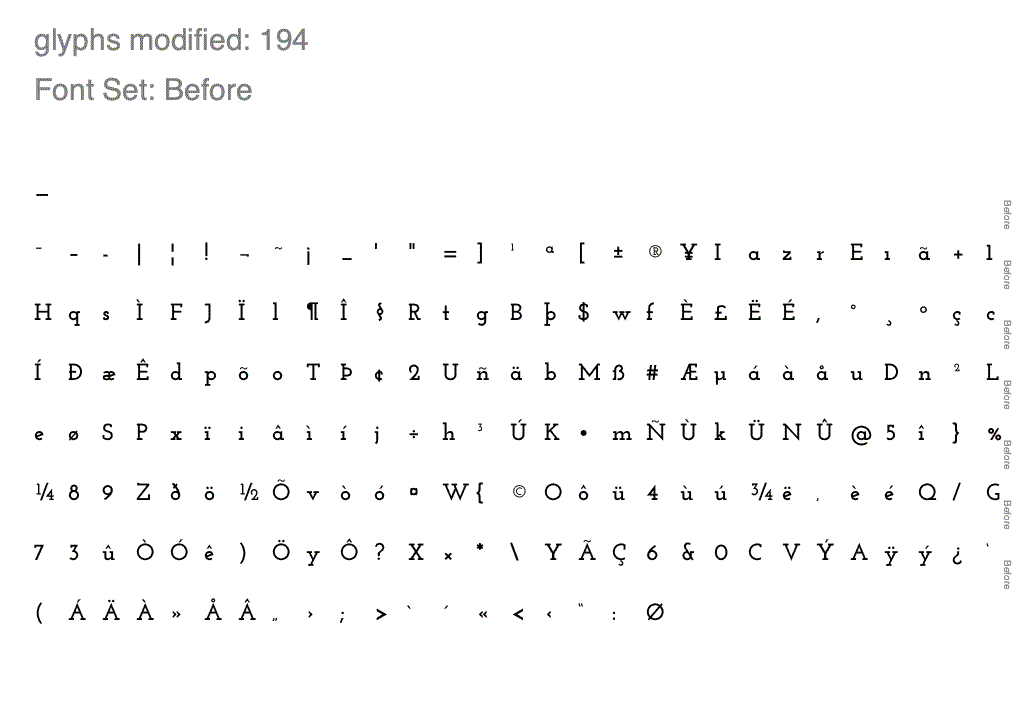 glyphs modified: 194
Font Set: Before
–
¯ – - | ¦ ! ¬ ˜ ¡ _ ' " = ] ¹ ª [ ± ® ¥ I a z r E ı ã + l
H q s Ì F J Ï l ¶ Î § R t g B þ $ w f È £ Ë É , ° ¸ º ç c
Í Ð æ Ê d p õ o T Þ ¢ 2 U ñ ä b M ß # Æ µ á à å u D n ² L
e ø S P x ï i â ì í j ÷ h ³ Ú K • m Ñ Ù k Ü N Û @ 5 î } %
¼ 8 9 Z ð ö ½ Õ v ò ó ¤ W { © O ô ü 4 ù ú ¾ ë . è é Q / G
7 3 û Ò Ó ê ) Ö y Ô ? X × * \ Y Ã Ç 6 & 0 C V Ý A ÿ ý ¿ ‘
( Á Ä À » Å Â „ › ; > ` ´ « < ‹ “ : Ø
Before
Before
Before
Before
Before
Before
Before